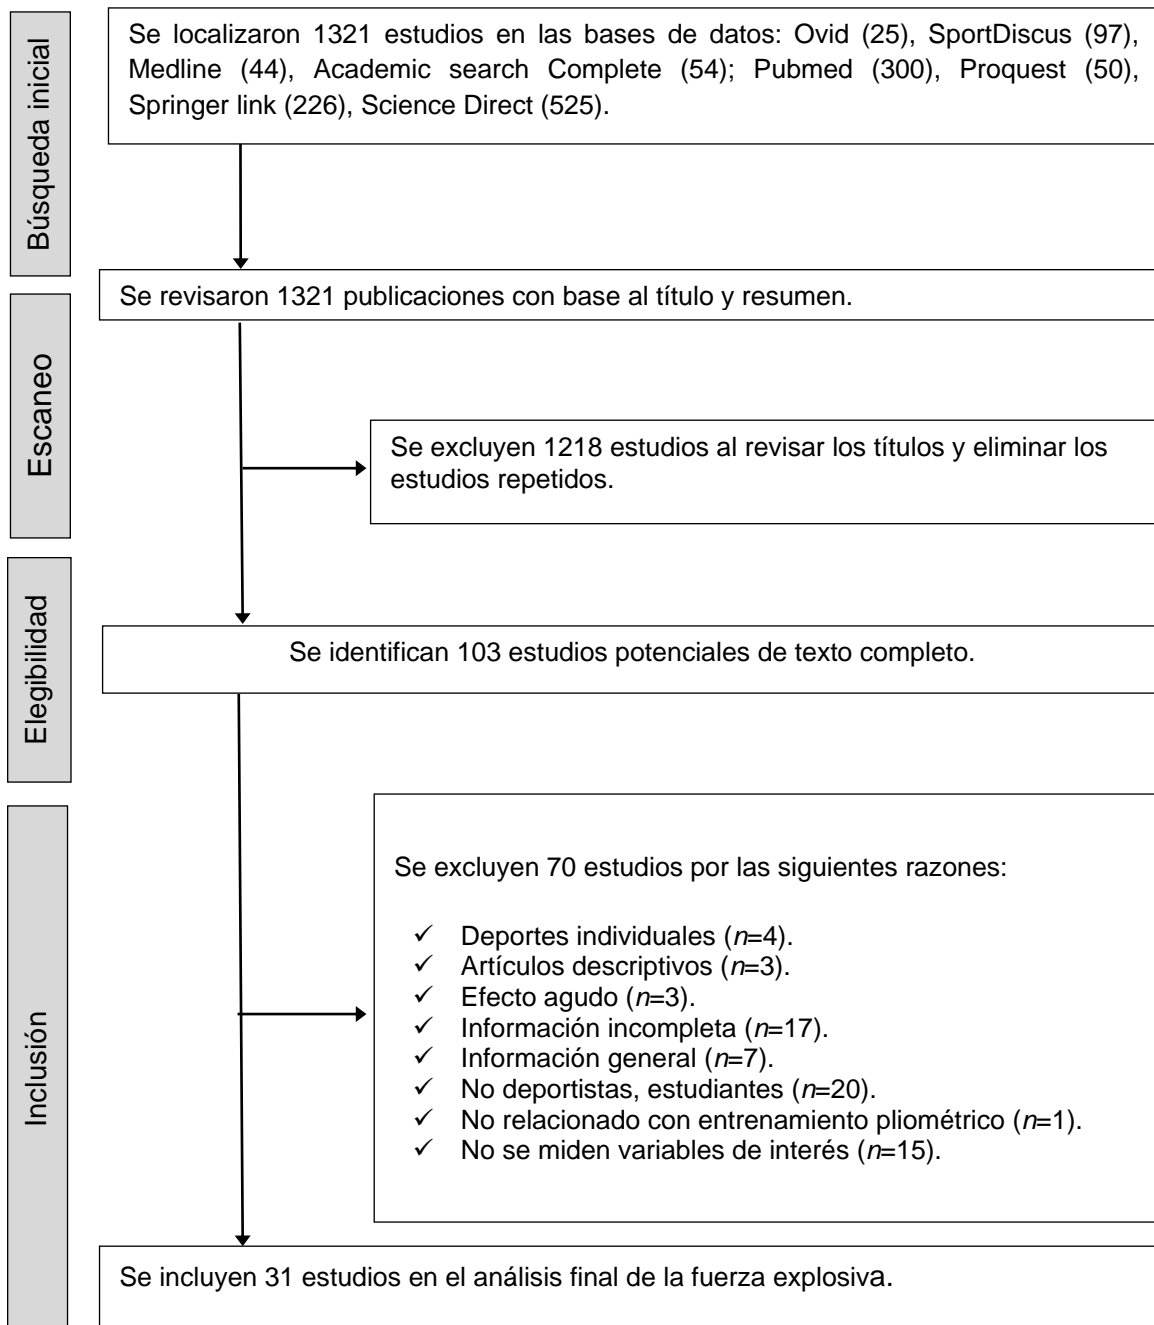 Búsqueda inicial
Se localizaron 1321 estudios en las bases de datos: Ovid (25), SportDiscus (97),
Medline (44), Academic search Complete (54); Pubmed (300), Proquest (50),
Springer link (226), Science Direct (525).
Se revisaron 1321 publicaciones con base al título y resumen.
Escaneo
Se excluyen 1218 estudios al revisar los títulos y eliminar los
estudios repetidos.
Elegibilidad
Se identifican 103 estudios potenciales de texto completo.
Inclusión
Se excluyen 70 estudios por las siguientes razones:
✓ Deportes individuales (n=4).
✓ Artículos descriptivos (n=3).
✓ Efecto agudo (n=3).
✓ Información incompleta (n=17).
✓ Información general (n=7).
✓ No deportistas, estudiantes (n=20).
✓ No relacionado con entrenamiento pliométrico (n=1).
✓ No se miden variables de interés (n=15).
Se incluyen 31 estudios en el análisis final de la fuerza explosiva.